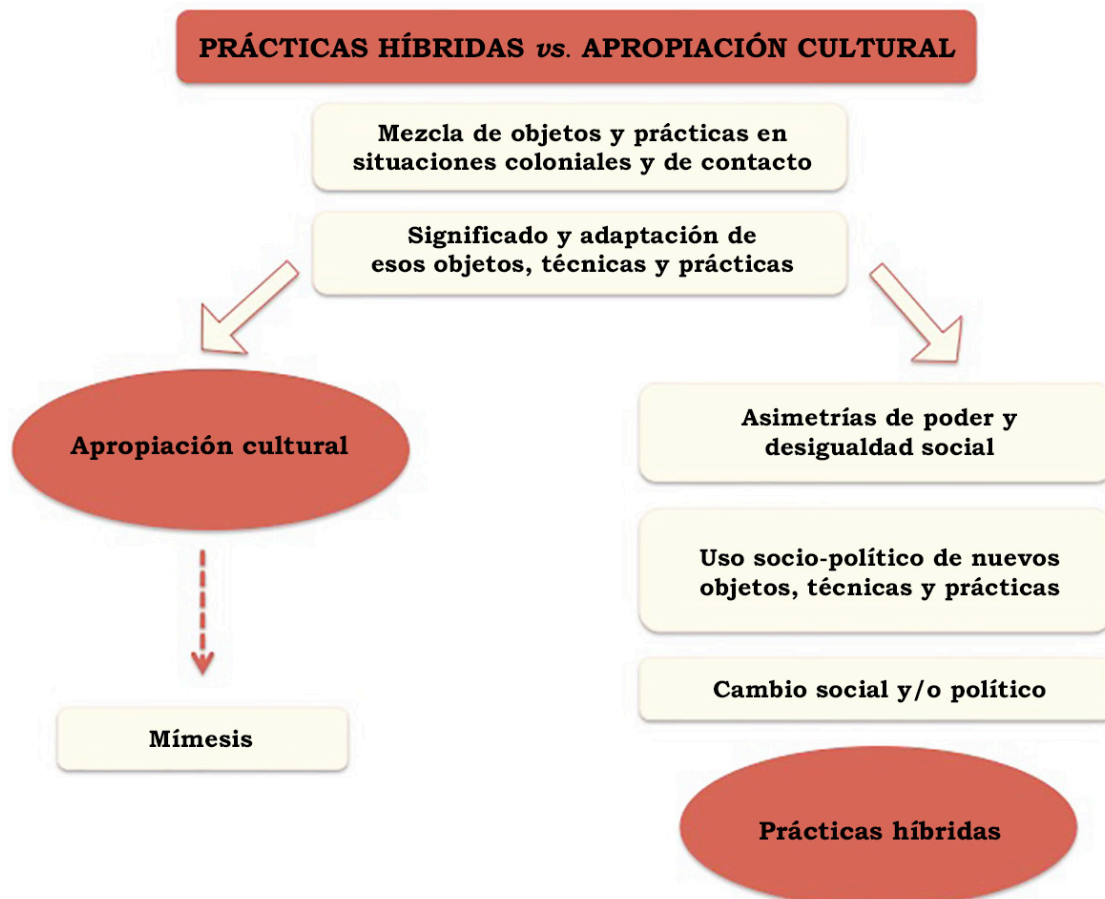 PRÁCTICAS HÍBRIDAS vs. APROPIACIÓN CULTURAL
Mezcla de objetos y prácticas en
situaciones coloniales y de contacto
Significado y adaptación de
esos objetos, técnicas y prácticas
Apropiación cultural
Mímesis
Asimetrías de poder y
desigualdad social
Uso socio-político de nuevos
objetos, técnicas y prácticas
Cambio social y/o político
Prácticas híbridas